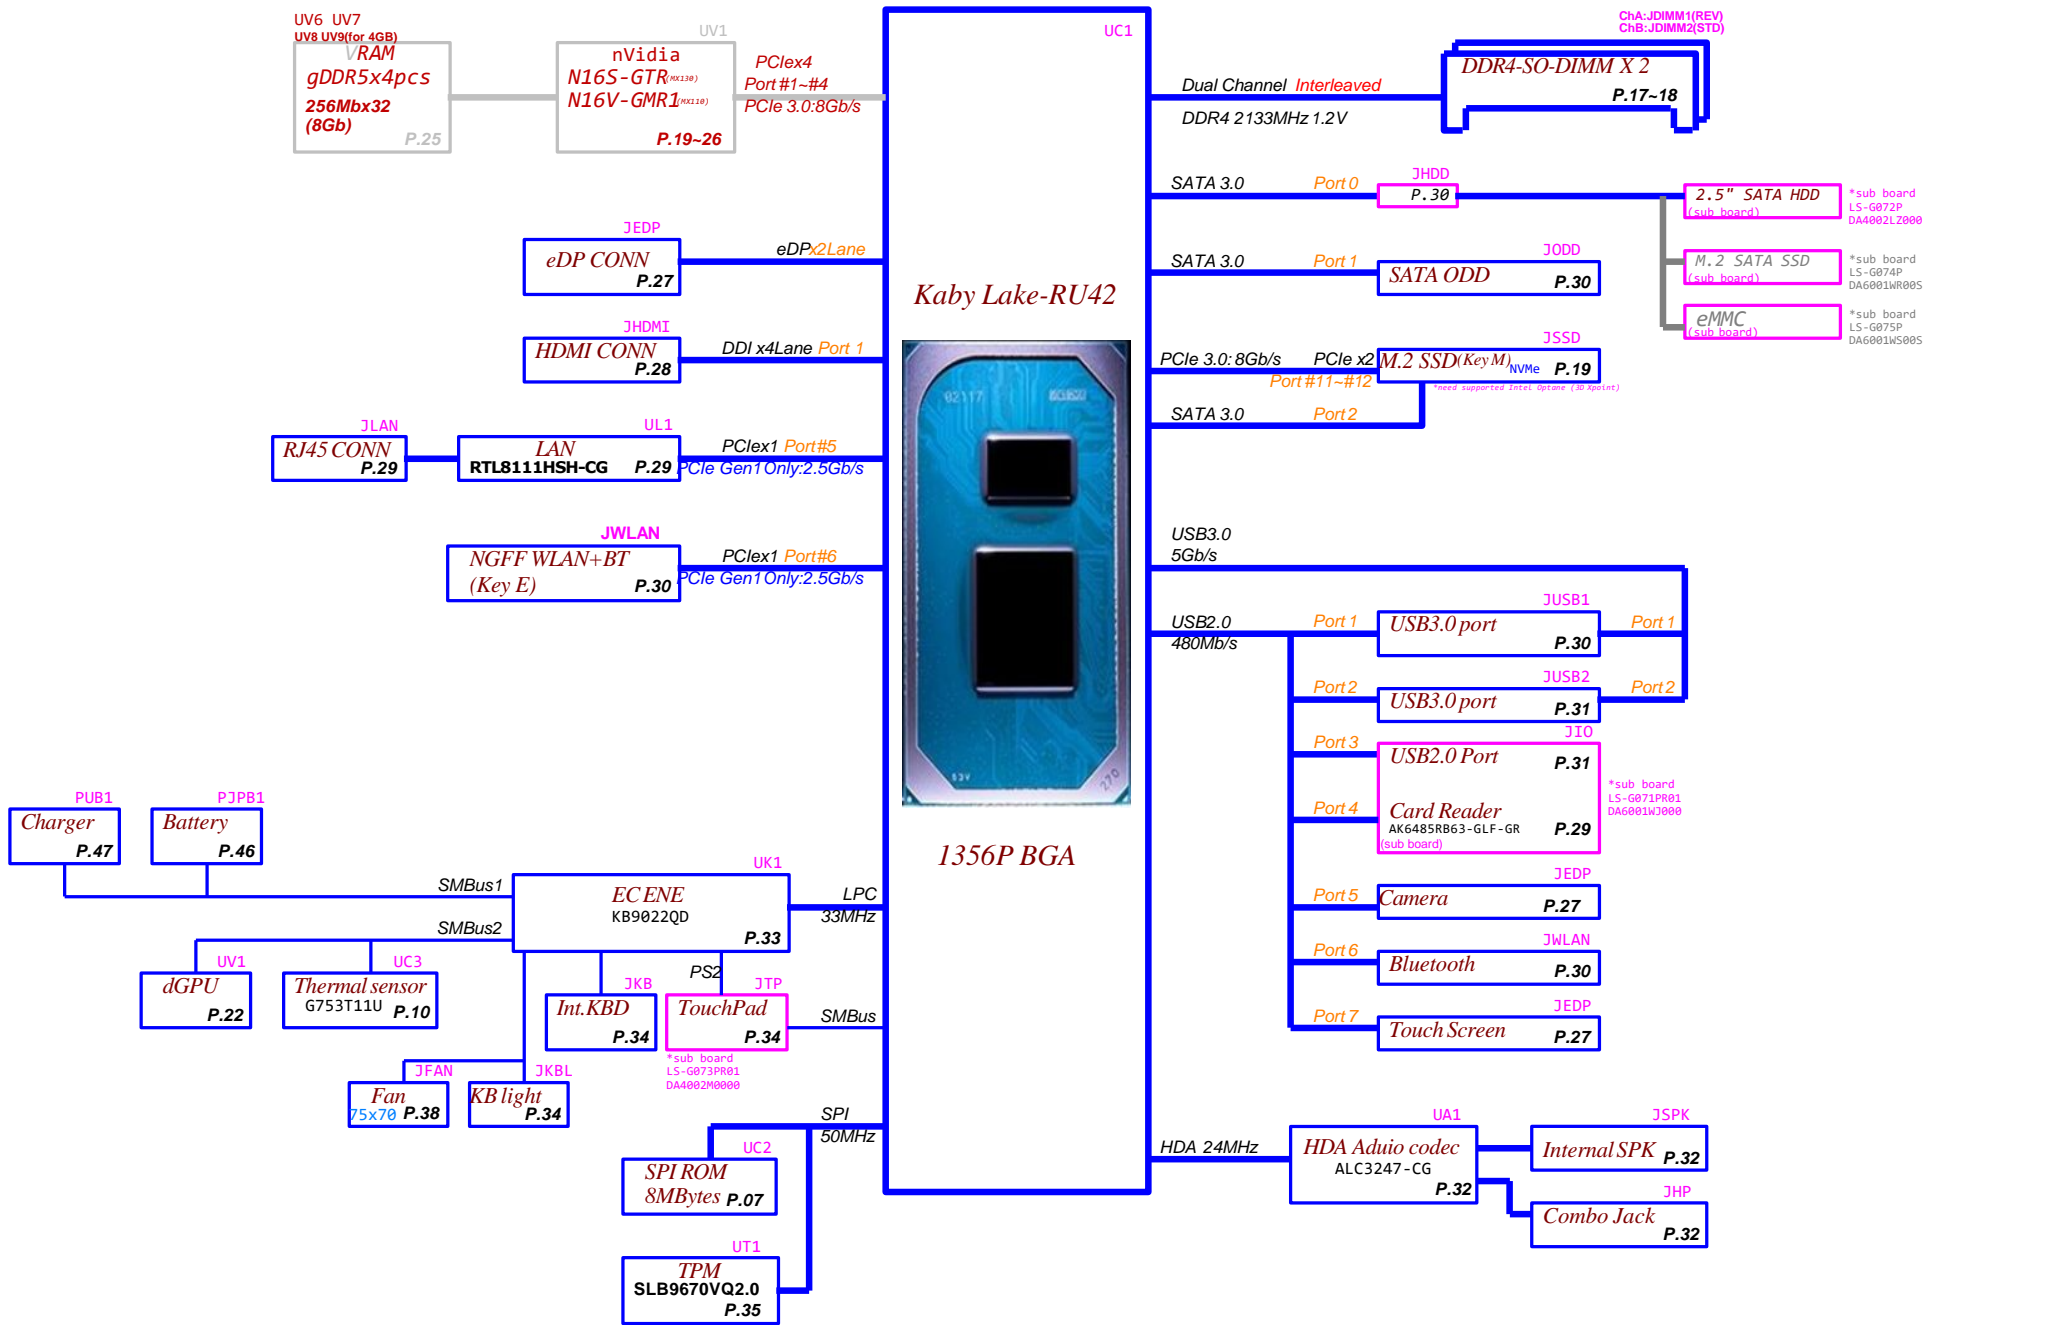 UV6 UV7
UV8 UV9(for 4GB)
VRAM
gDDR5x4pcs
256Mbx32
(8Gb)
P.25
UV1
nVidia
N16S-GTR(MX130)
N16V-GMR1(MX110)
P.19~26
PCIex4
Port #1~#4
PCIe 3.0:8Gb/s
JEDP
eDP CONN
P.27
eDPx2Lane
JHDMI
HDMI CONN
P.28
DDI x4Lane Port 1
JLAN
RJ45 CONN
P.29
UL1
LAN
RTL8111HSH-CG P.29
PCIex1 Port#5
PCIe Gen1 Only:2.5Gb/s
JWLAN
NGFF WLAN+BT
(Key E)
P.30
PCIex1 Port#6
PCIe Gen1 Only:2.5Gb/s
PUB1
Charger
P.47
PJPB1
Battery
P.46
SMBus1
SMBus2
UK1
EC ENE
KB9022QD
P.33
LPC
33MHz
UV1
dGPU
P.22
UC3
Thermal sensor
G753T11U P.10
JKB
Int.KBD
P.34
PS2
JTP
TouchPad
P.34
*sub board
LS-G073PR01
DA4002M0000
SMBus
JFAN
Fan
75x70 P.38
JKBL
KB light
P.34
SPI
50MHz
UC2
SPI ROM
8MBytes P.07
UT1
TPM
SLB9670VQ2.0
P.35
UC1
Kaby Lake-RU42
02117
53V
270
1356P BGA
ChA:JDIMM1(REV)
ChB:JDIMM2(STD)
Dual Channel Interleaved
DDR4 2133MHz 1.2V
DDR4-SO-DIMM X 2
P.17~18
SATA 3.0 Port 0
JHDD
P.30
2.5" SATA HDD
(sub board)
*sub board
LS-G072P
DA4002LZ000
M.2 SATA SSD
(sub board)
*sub board
LS-G074P
DA6001WR00S
eMMC
(sub board)
*sub board
LS-G075P
DA6001WS00S
SATA 3.0 Port 1
JODD
SATA ODD
P.30
PCIe 3.0: 8Gb/s PCIe x2
Port #11~#12
JSSD
M.2 SSD(Key M) NVMe P.19
*need supported Intel Optane (3D Xpoint)
SATA 3.0 Port 2
USB3.0
5Gb/s
USB2.0
480Mb/s
Port 1
JUSB1
USB3.0 port
P.30
Port 1
Port 2
JUSB2
USB3.0 port
P.31
Port 2
Port 3
JIO
USB2.0 Port
P.31
Port 4
Card Reader
AK6485RB63-GLF-GR P.29
(sub board)
*sub board
LS-G071PR01
DA6001WJ000
Port 5
JEDP
Camera
P.27
Port 6
JWLAN
Bluetooth
P.30
Port 7
JEDP
Touch Screen
P.27
HDA 24MHz
UA1
HDA Aduio codec
ALC3247-CG
P.32
JSPK
Internal SPK P.32
JHP
Combo Jack
P.32